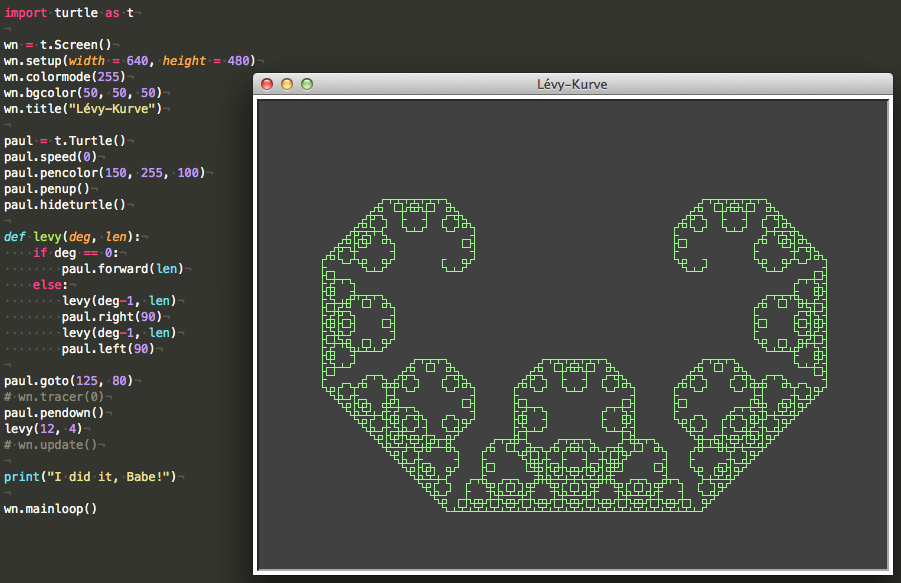 import turtle as t
wn = t.Screen()
wn.setup(width = 640, height = 480)
wn.colormode(255)
wn.bgcolor(50, 50, 50)
wn.title("Lévy-Kurve")
paul = t.Turtle()
paul.speed(0)
paul.pencolor(150, 255, 100)
paul.penup()
paul.hideturtle()
def levy(deg, len):
    if deg == 0:
        paul.forward(len)
    else:
        levy(deg-1, len)
        paul.right(90)
        levy(deg-1, len)
        paul.left(90)
paul.goto(125, 80)
# wn.tracer(0)
paul.pendown()
levy(12, 4)
# wn.update()
print("I did it, Babe!")
wn.mainloop()
Lévy-Kurve